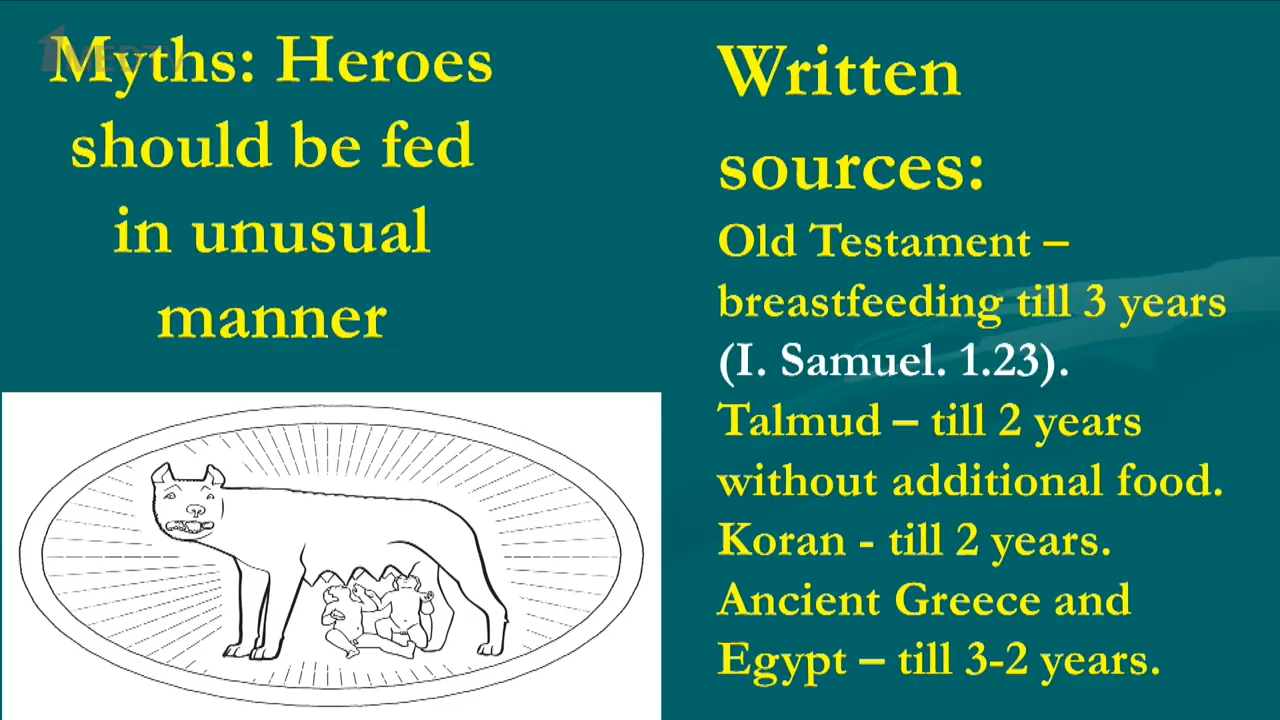 Myths: Heroes
should be fed
in unusual
manner
Written
sources:
Old Testament –
breastfeeding till 3 years
(I. Samuel. 1.23).
Talmud – till 2 years
without additional food.
Koran - till 2 years.
Ancient Greece and
Egypt – till 3-2 years.